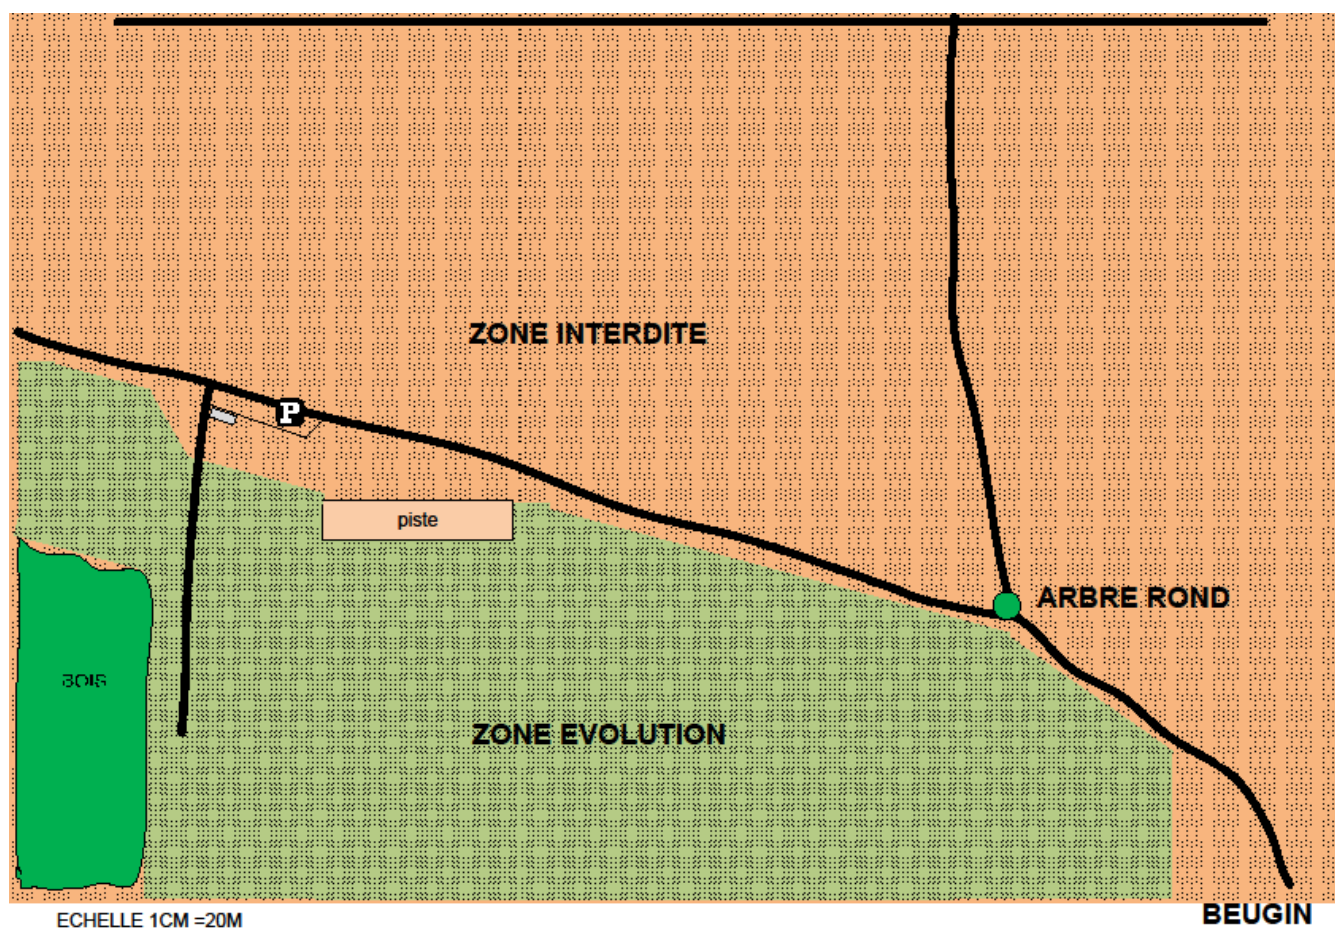 ZONE INTERDITE
P
piste
ARBRE ROND
BOIS
ZONE EVOLUTION
BEUGIN
ECHELLE 1CM =20M